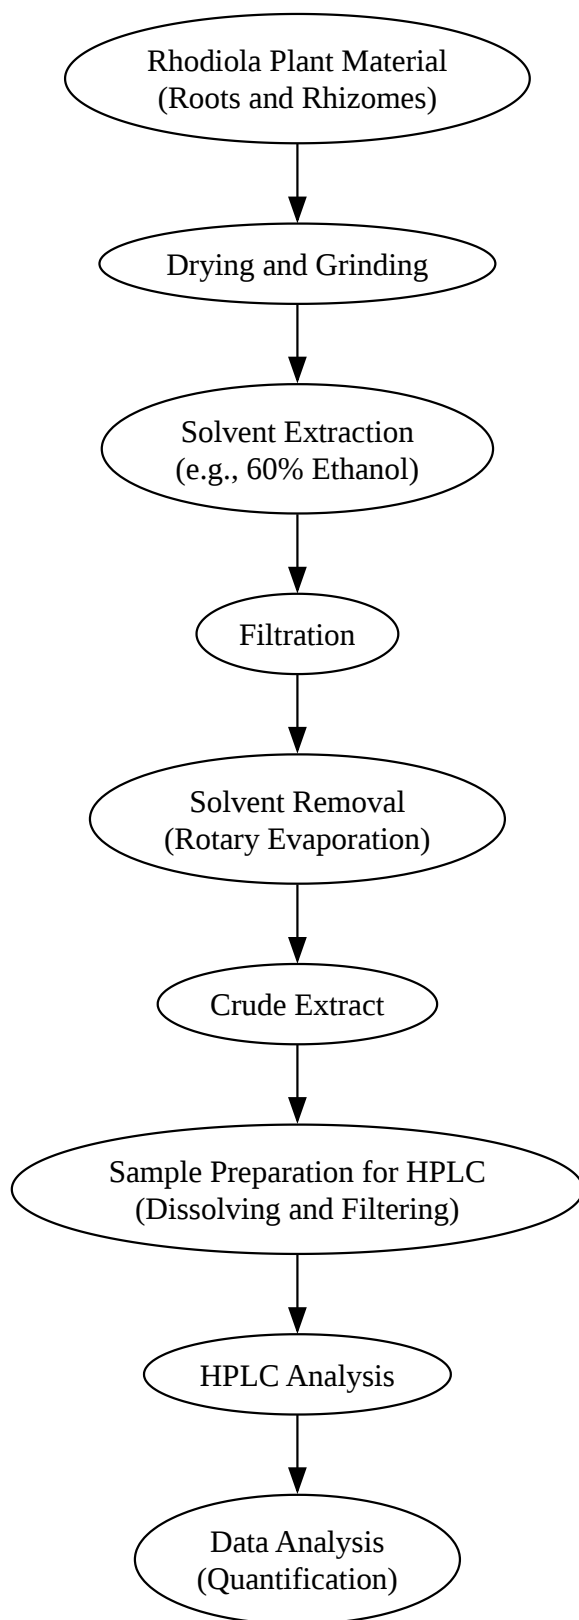 Rhodiola Plant Material
(Roots and Rhizomes)
Drying and Grinding
Solvent Extraction
(e.g., 60% Ethanol)
Filtration
Solvent Removal
(Rotary Evaporation)
Crude Extract
Sample Preparation for HPLC
(Dissolving and Filtering)
HPLC Analysis
Data Analysis
(Quantification)